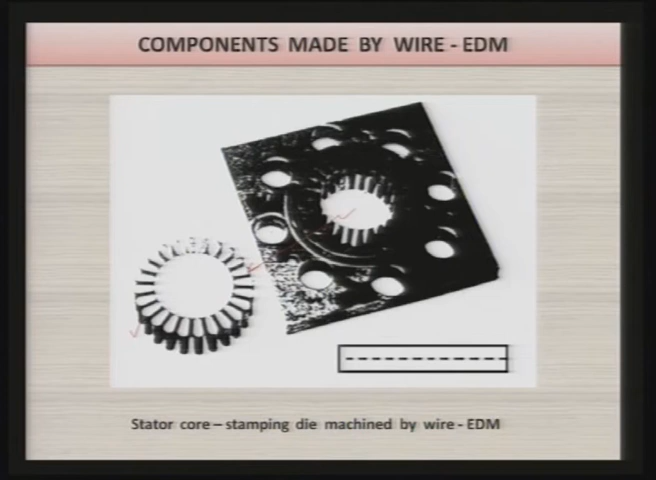 COMPONENTS MADE BY WIRE - EDM
Stator core – stamping die machined by wire - EDM